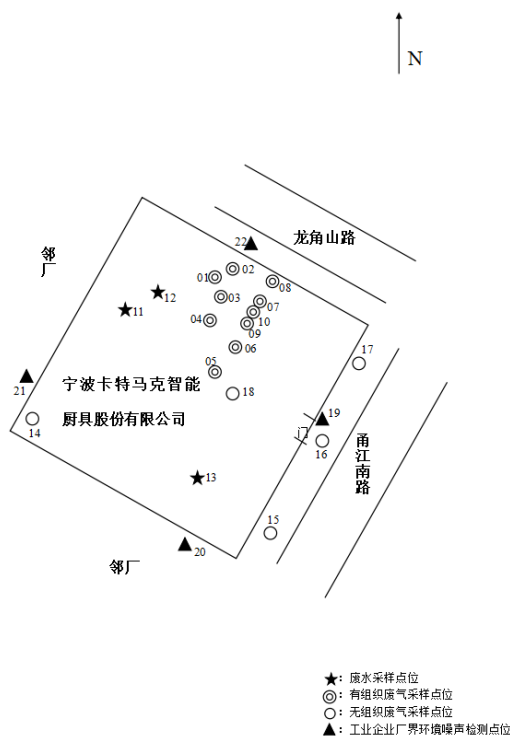 N
龙角山路
邻
厂
22
01
02
08
12
03
07
11
04
10
09
06
17
05
21
宁波卡特马克智能
18
厨具股份有限公司
19
14
门
16
甬
江
南
路
13
15
20
邻厂
★：废水采样点位
◎：有组织废气采样点位
○：无组织废气采样点位
▲：工业企业厂界环境噪声检测点位